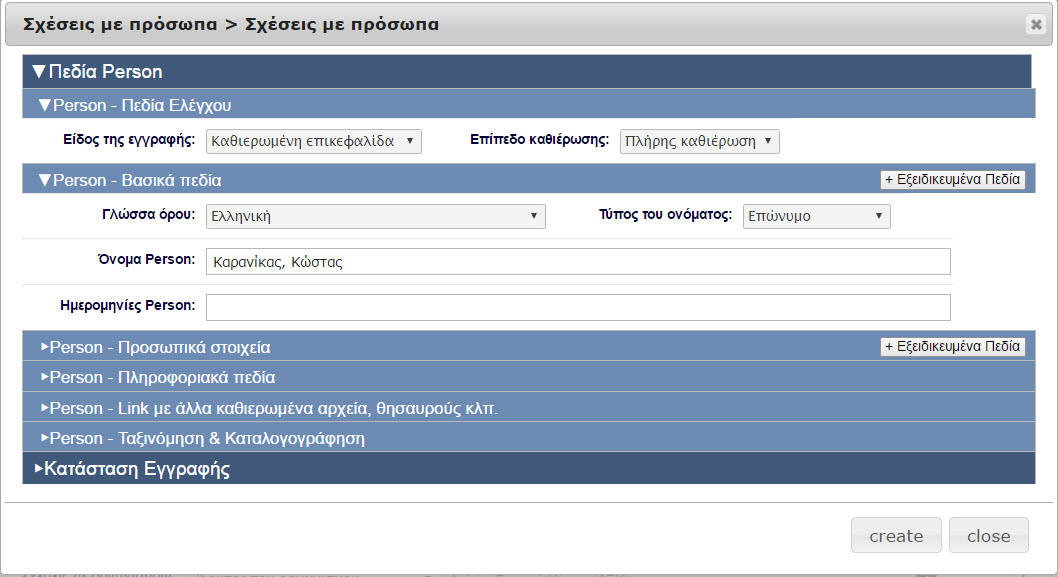 Σχέσεις με πρόσωπα > Σχέσεις με πρόσωπα
▼Πεδία Person
▼Person - Πεδία Ελέγχου
Είδος της εγγραφής: Καθιερωμένη επικεφαλίδα Επίπεδο καθιέρωσης: Πλήρης καθιέρωση
▼Person - Βασικά πεδία + Εξειδικευμένα Πεδία
Γλώσσα όρου: Ελληνική Τύπος του ονόματος: Επώνυμο
Όνομα Person: Καρανίκας, Κώστας
Ημερομηνίες Person:
►Person - Προσωπικά στοιχεία + Εξειδικευμένα Πεδία
►Person - Πληροφοριακά πεδία
►Person - Link με άλλα καθιερωμένα αρχεία, θησαυρούς κλπ.
►Person - Ταξινόμηση & Καταλογογράφηση
►Κατάσταση Εγγραφής
create close